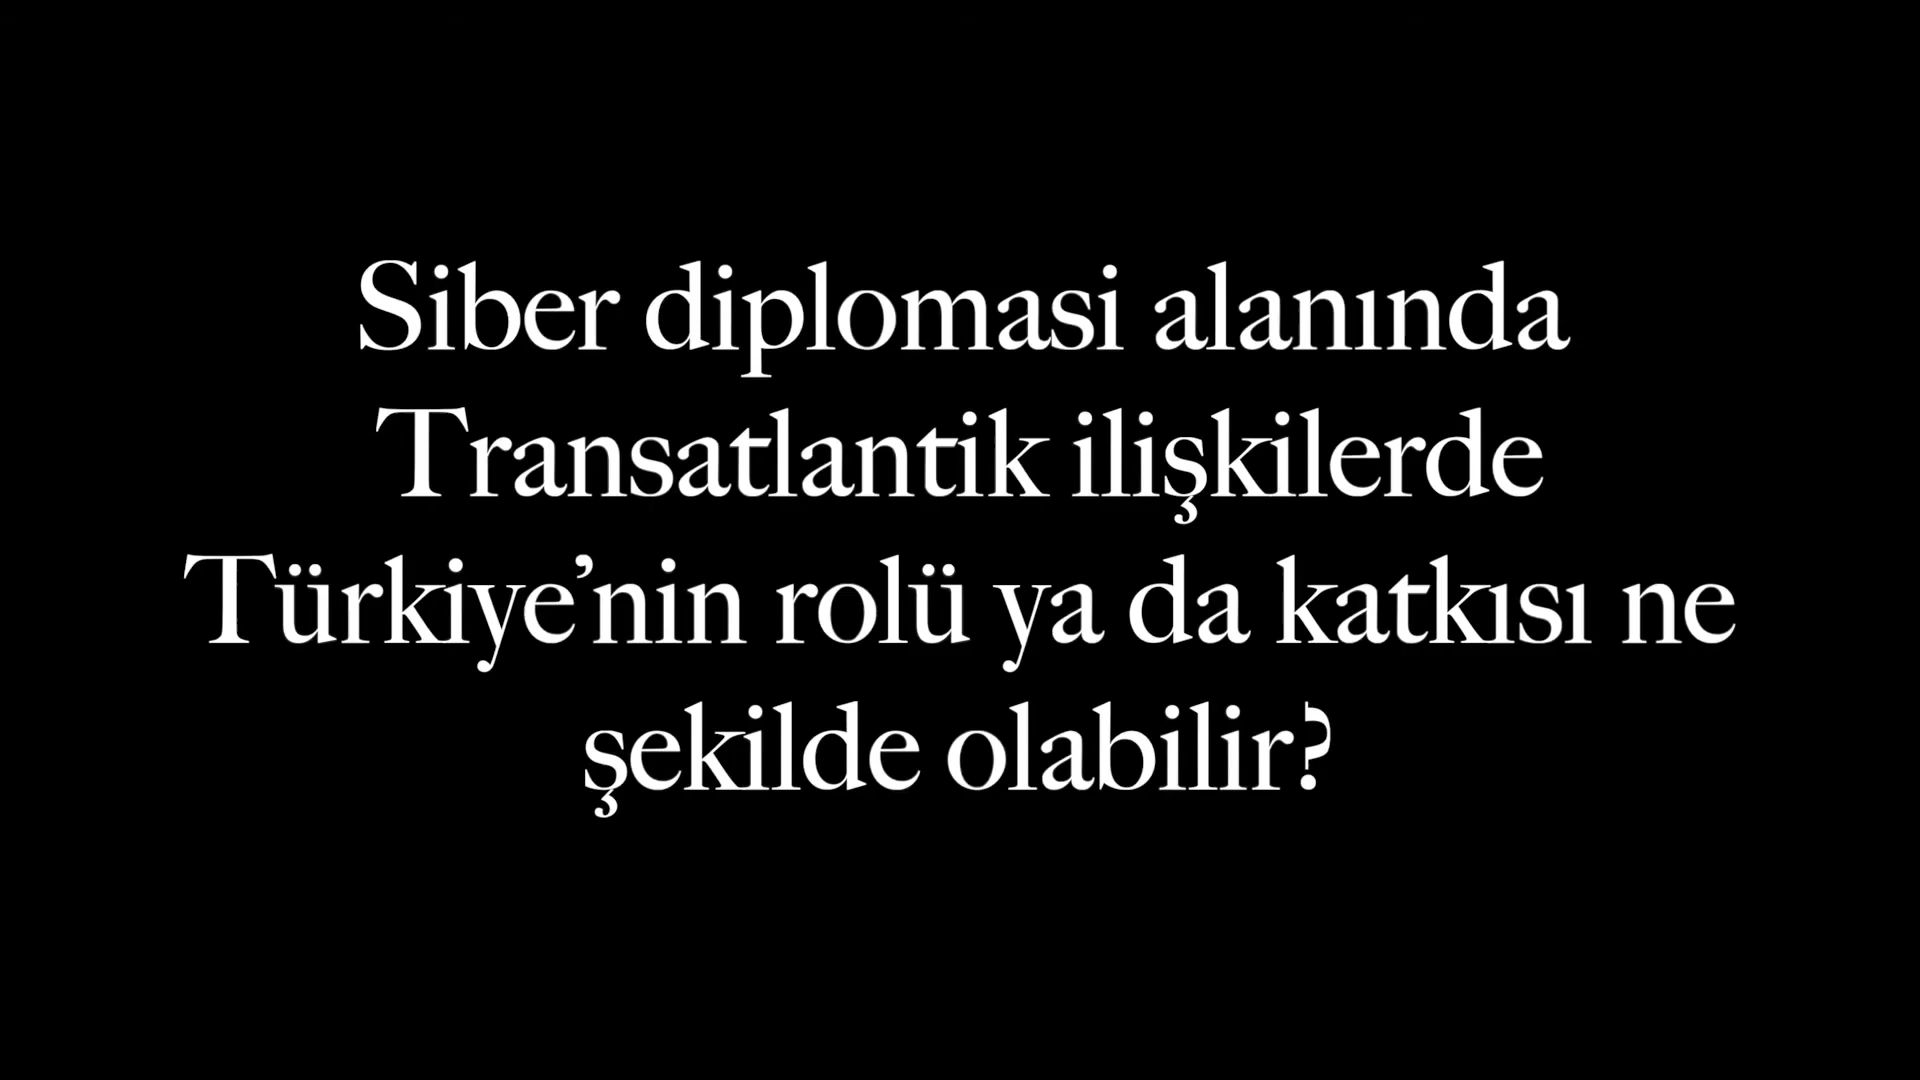 Siber diplomasi alanında
Transatlantik ilişkilerde
Türkiye’nin rolü ya da katkısı ne
şekilde olabilir?